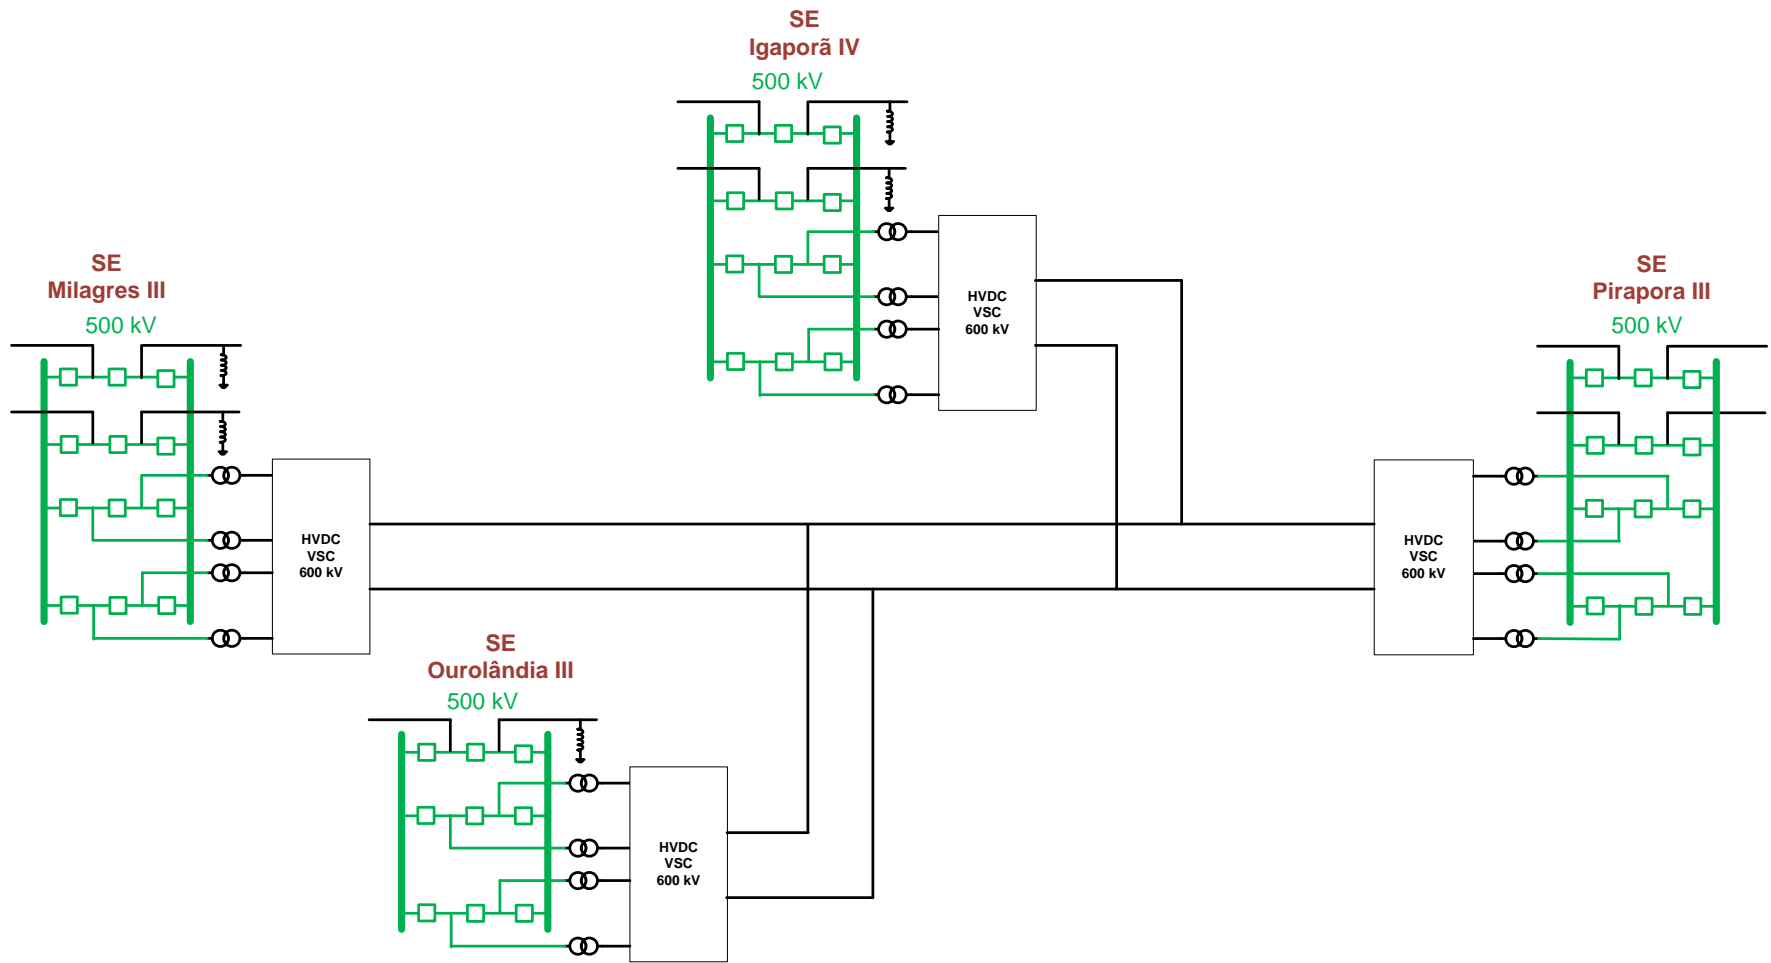 SE
Igaporã IV
500 kV
HVDC
VSC
600 kV
SE
Milagres III
500 kV
HVDC
VSC
600 kV
SE
Pirapora III
500 kV
HVDC
VSC
600 kV
SE
Ourolândia III
500 kV
HVDC
VSC
600 kV